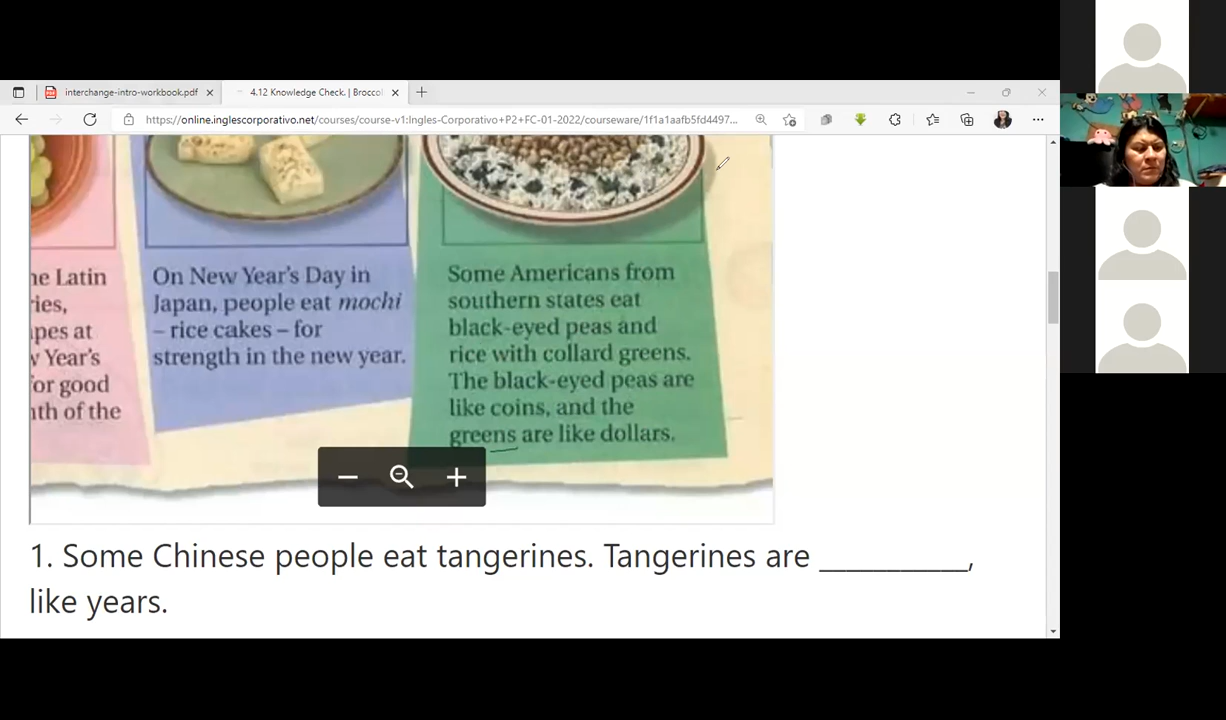 interchange-intro-workbook.pdf
4.12 Knowledge Check. | Broccol
https://online.inglescorporativo.net/courses/course-v1:Ingles-Corporativo+P2+FC-01-2022/courseware/1f1a1aafb5fd4497...
ne Latin
ries,
apes at
w Year's
for good
nth of the
On New Year's Day in
Japan, people eat mochi
– rice cakes – for
strength in the new year.
Some Americans from
southern states eat
black-eyed peas and
rice with collard greens.
The black-eyed peas are
like coins, and the
greens are like dollars.
1. Some Chinese people eat tangerines. Tangerines are __________,
like years.